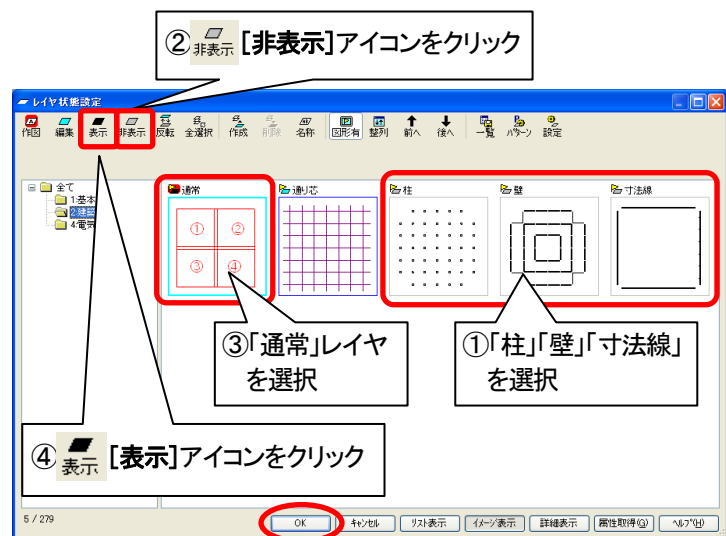 ② 非表示 [非表示]アイコンをクリック
レイヤ状態設定
作図 編集 表示 非表示 反転 全選択 作成 削除 名称 図形有 整列 前へ 後へ 一覧 パターン 設定
全て
1:基本
2:建築
4:電気
通常 通り芯 柱 壁 寸法線
① ②
③ ④
③「通常」レイヤ
を選択
①「柱」「壁」「寸法線」
を選択
④ 表示 [表示]アイコンをクリック
5 / 279
OK キャンセル リスト表示 イメージ表示 詳細表示 属性取得(G) ヘルプ(H)